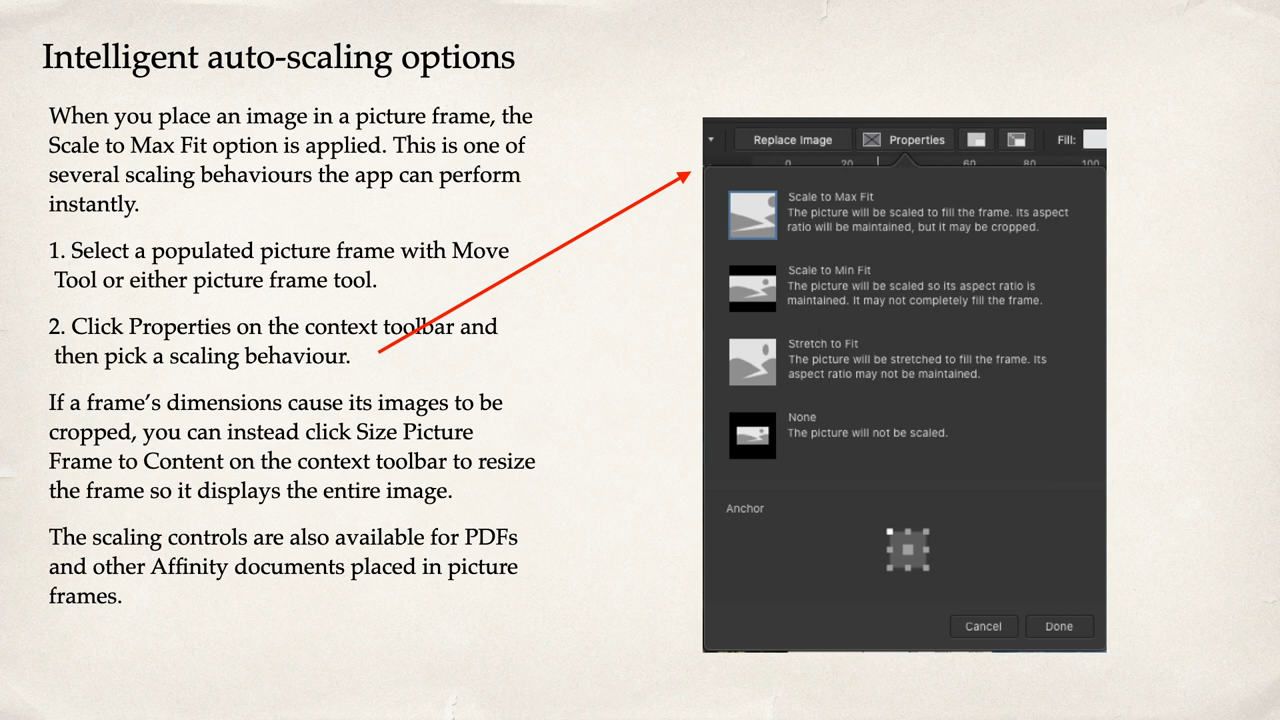 Intelligent auto-scaling options
When you place an image in a picture frame, the
Scale to Max Fit option is applied. This is one of
several scaling behaviours the app can perform
instantly.
1. Select a populated picture frame with Move
Tool or either picture frame tool.
2. Click Properties on the context toolbar and
then pick a scaling behaviour.
If a frame’s dimensions cause its images to be
cropped, you can instead click Size Picture
Frame to Content on the context toolbar to resize
the frame so it displays the entire image.
The scaling controls are also available for PDFs
and other Affinity documents placed in picture
frames.
Replace Image Properties Fill:
0 20 60 80 100
Scale to Max Fit
The picture will be scaled to fill the frame. Its aspect
ratio will be maintained, but it may be cropped.
Scale to Min Fit
The picture will be scaled so its aspect ratio is
maintained. It may not completely fill the frame.
Stretch to Fit
The picture will be stretched to fill the frame. Its
aspect ratio may not be maintained.
None
The picture will not be scaled.
Anchor
Cancel Done